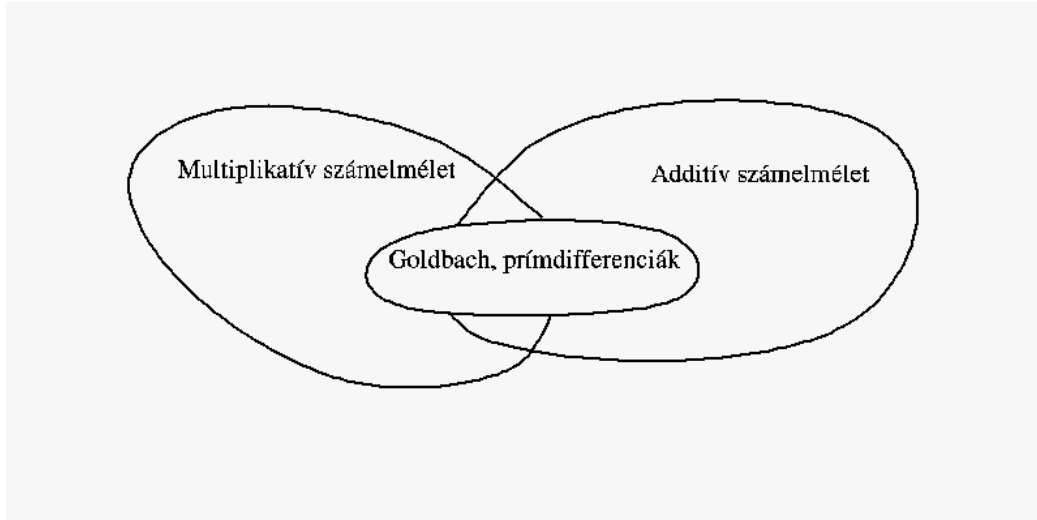 Multiplikatív számelmélet
Additív számelmélet
Goldbach, prímdifferenciák